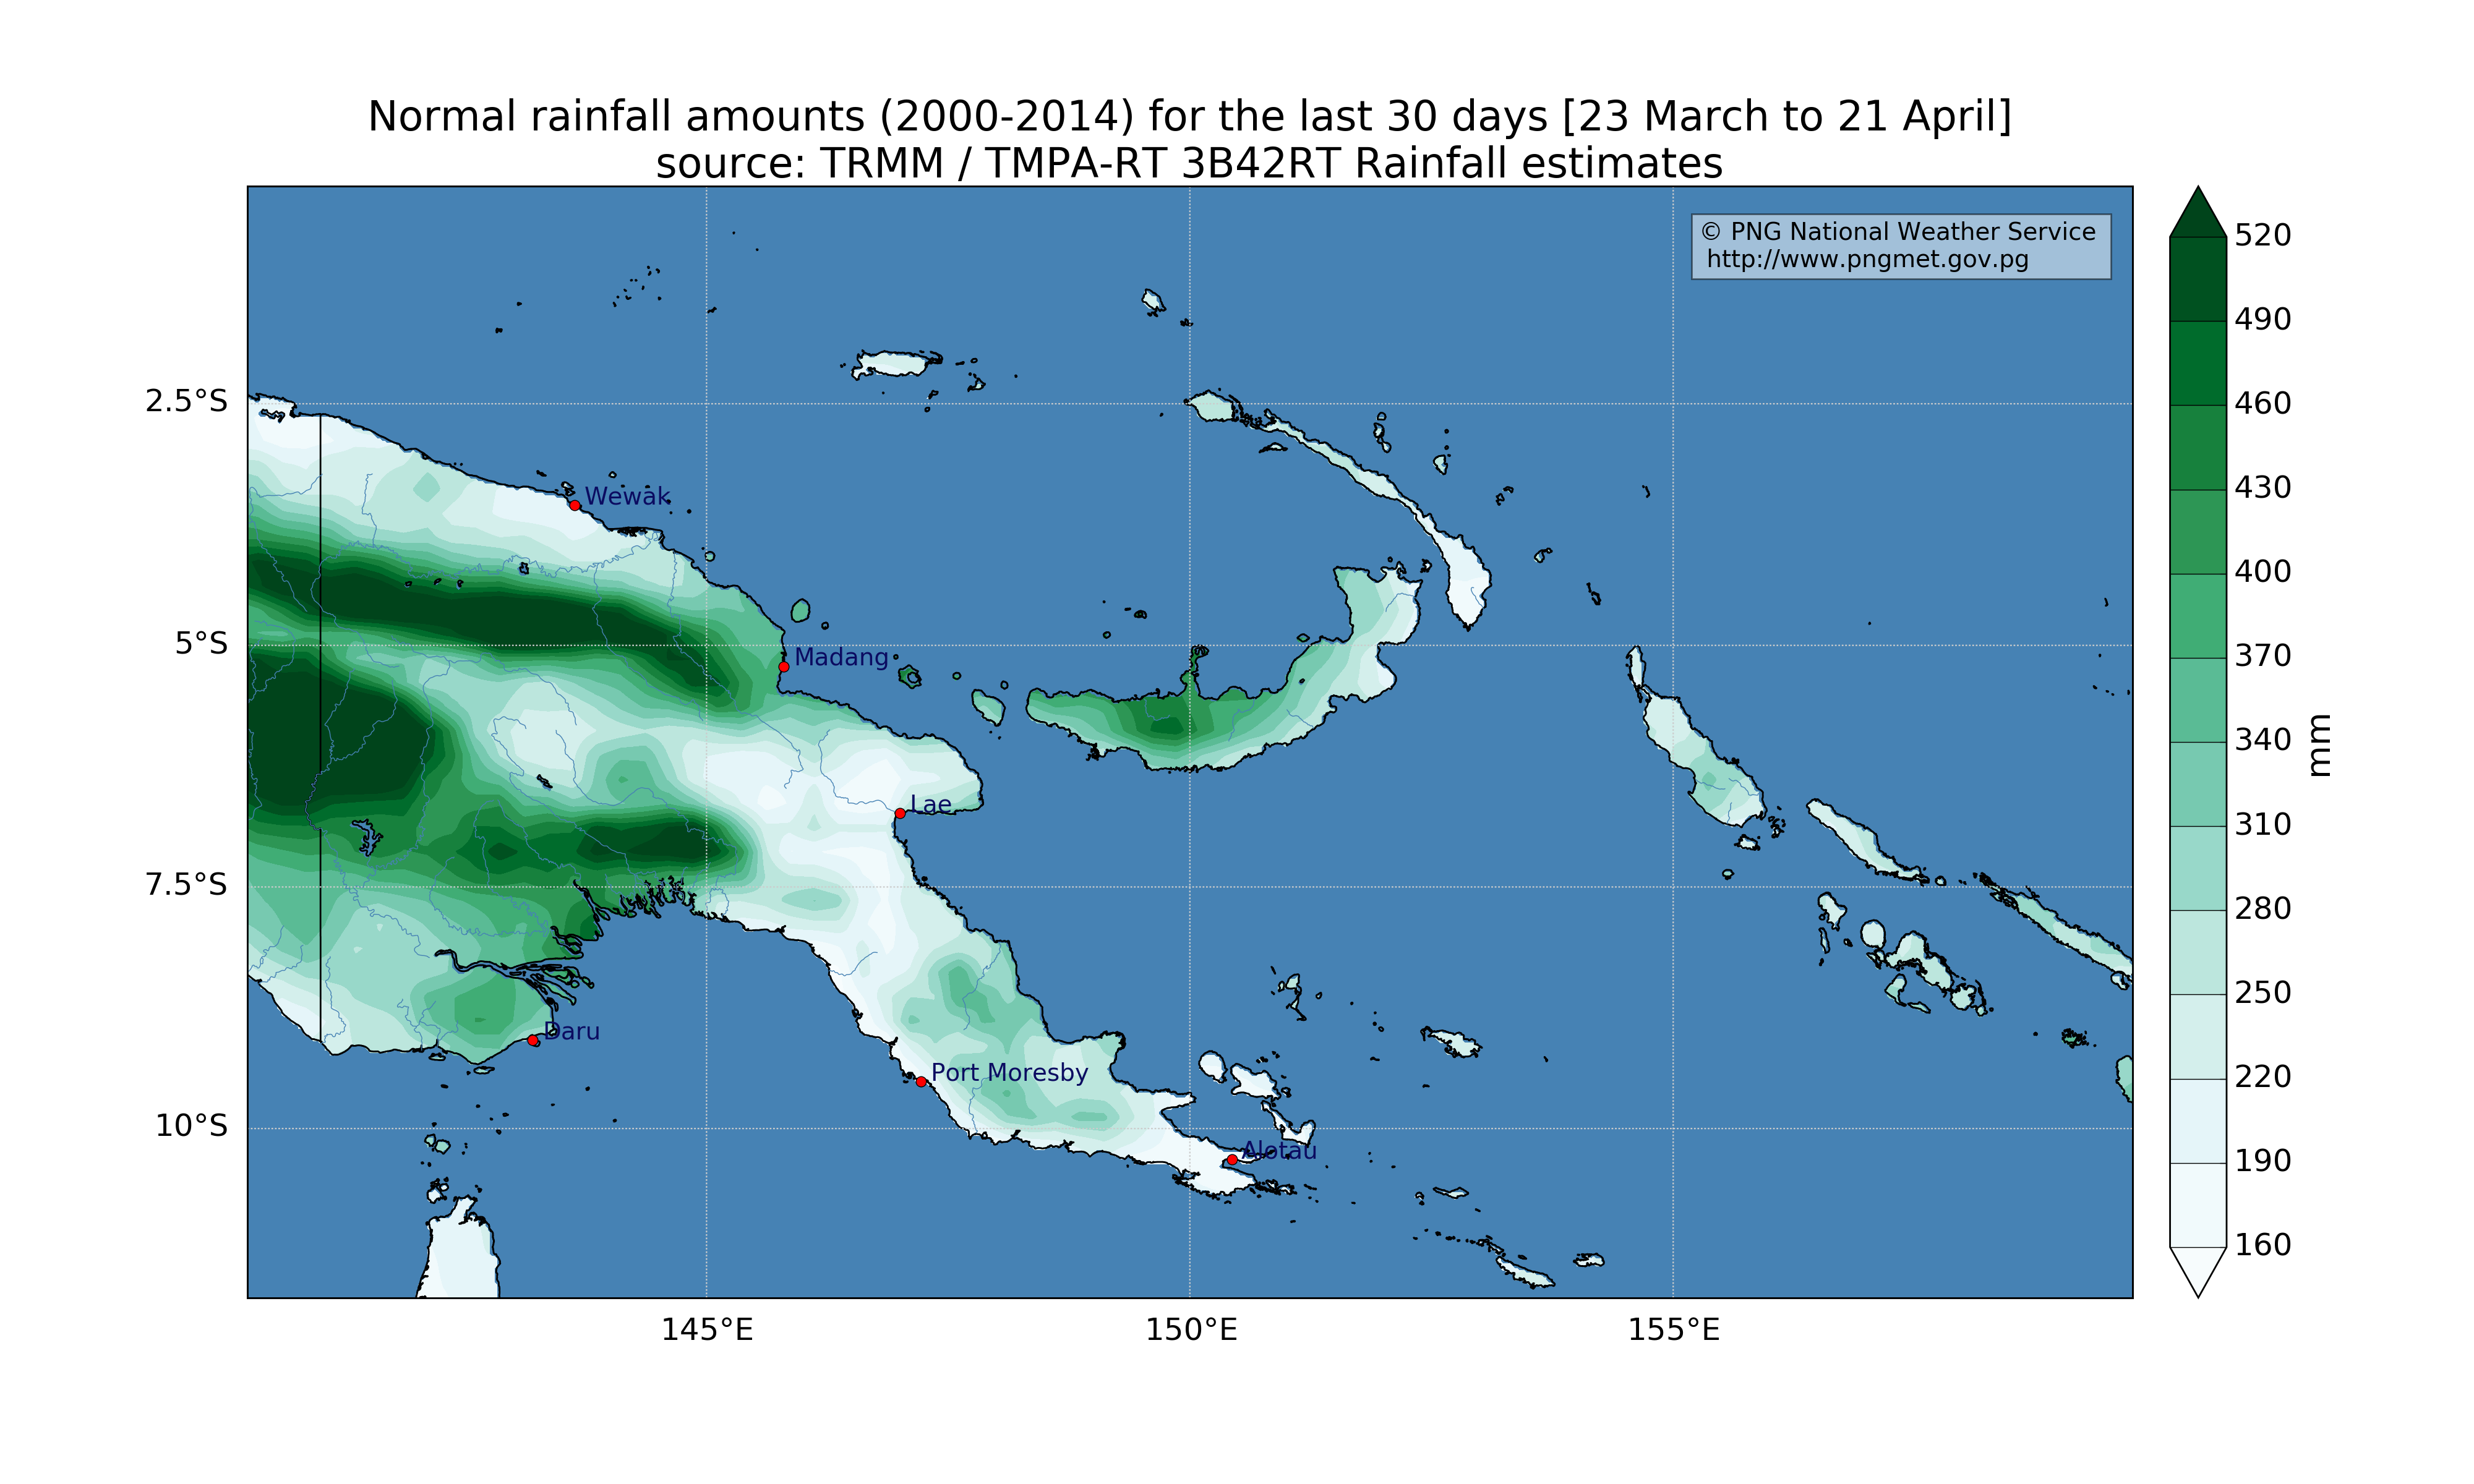 Normal rainfall amounts (2000-2014) for the last 30 days [23 March to 21 April]
source: TRMM / TMPA-RT 3B42RT Rainfall estimates
© PNG National Weather Service
http://www.pngmet.gov.pg
2.5°S
5°S
7.5°S
10°S
Wewak
Madang
Lae
Daru
Port Moresby
Alotau
145°E
150°E
155°E
520
490
460
430
400
370
340
310
280
250
220
190
160
mm